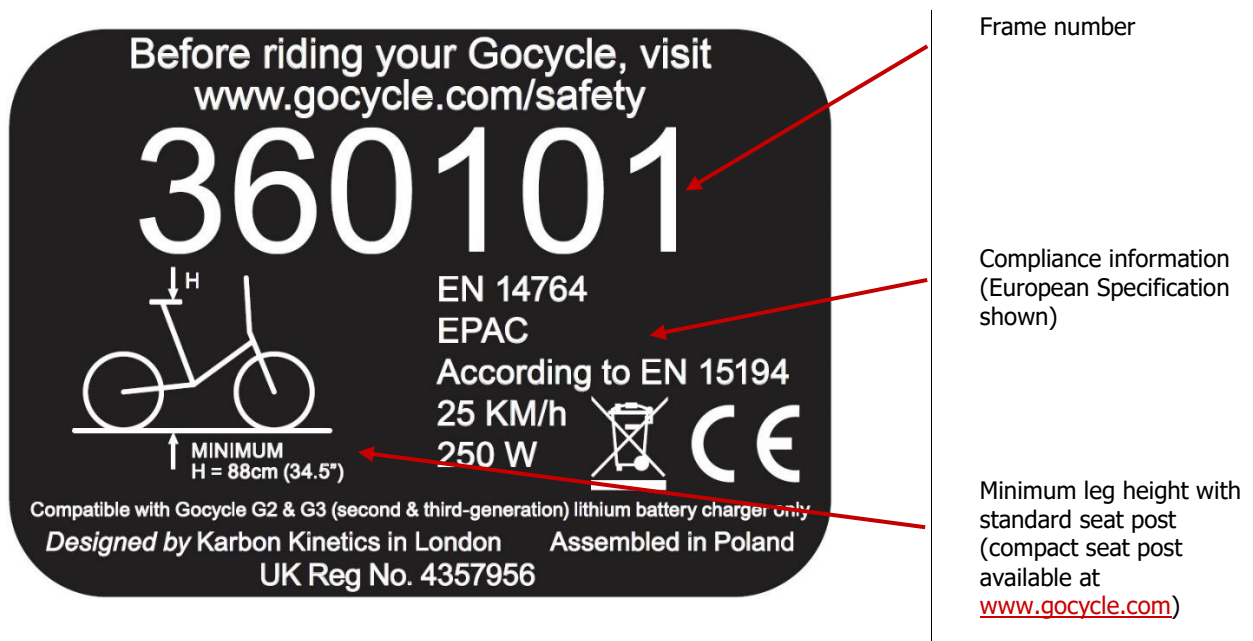 Before riding your Gocycle, visit
www.gocycle.com/safety
360101
H
MINIMUM
H = 88cm (34.5”)
EN 14764
EPAC
According to EN 15194
25 KM/h
250 W
CE
Compatible with Gocycle G2 & G3 (second & third-generation) lithium battery charger only
Designed by Karbon Kinetics in London Assembled in Poland
UK Reg No. 4357956
Frame number
Compliance information
(European Specification
shown)
Minimum leg height with
standard seat post
(compact seat post
available at
www.gocycle.com)